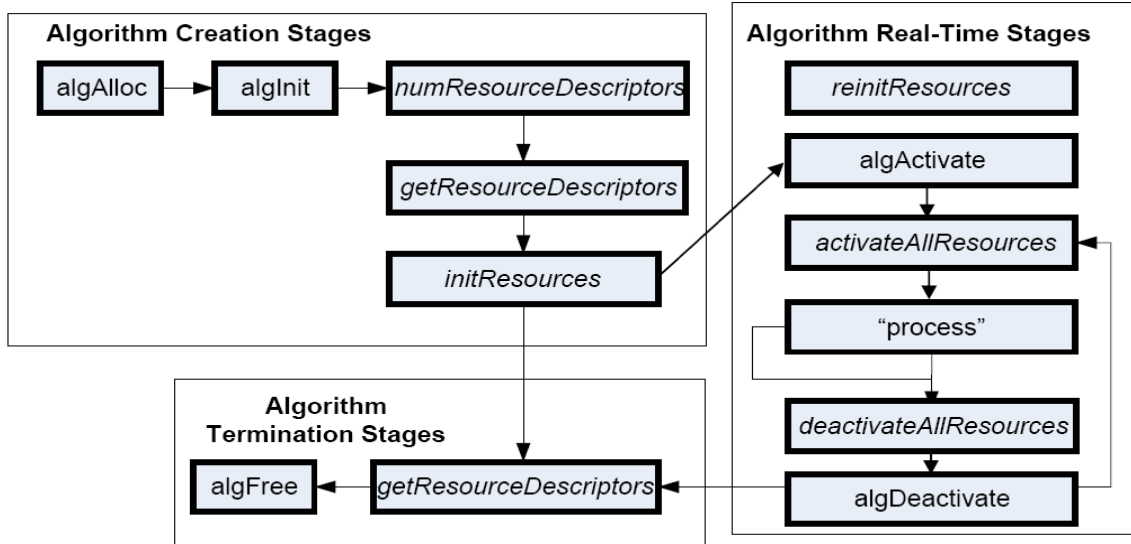 Algorithm Creation Stages
algAlloc
algInit
numResourceDescriptors
getResourceDescriptors
initResources
Algorithm Real-Time Stages
reinitResources
algActivate
activateAllResources
“process”
deactivateAllResources
algDeactivate
Algorithm
Termination Stages
algFree
getResourceDescriptors